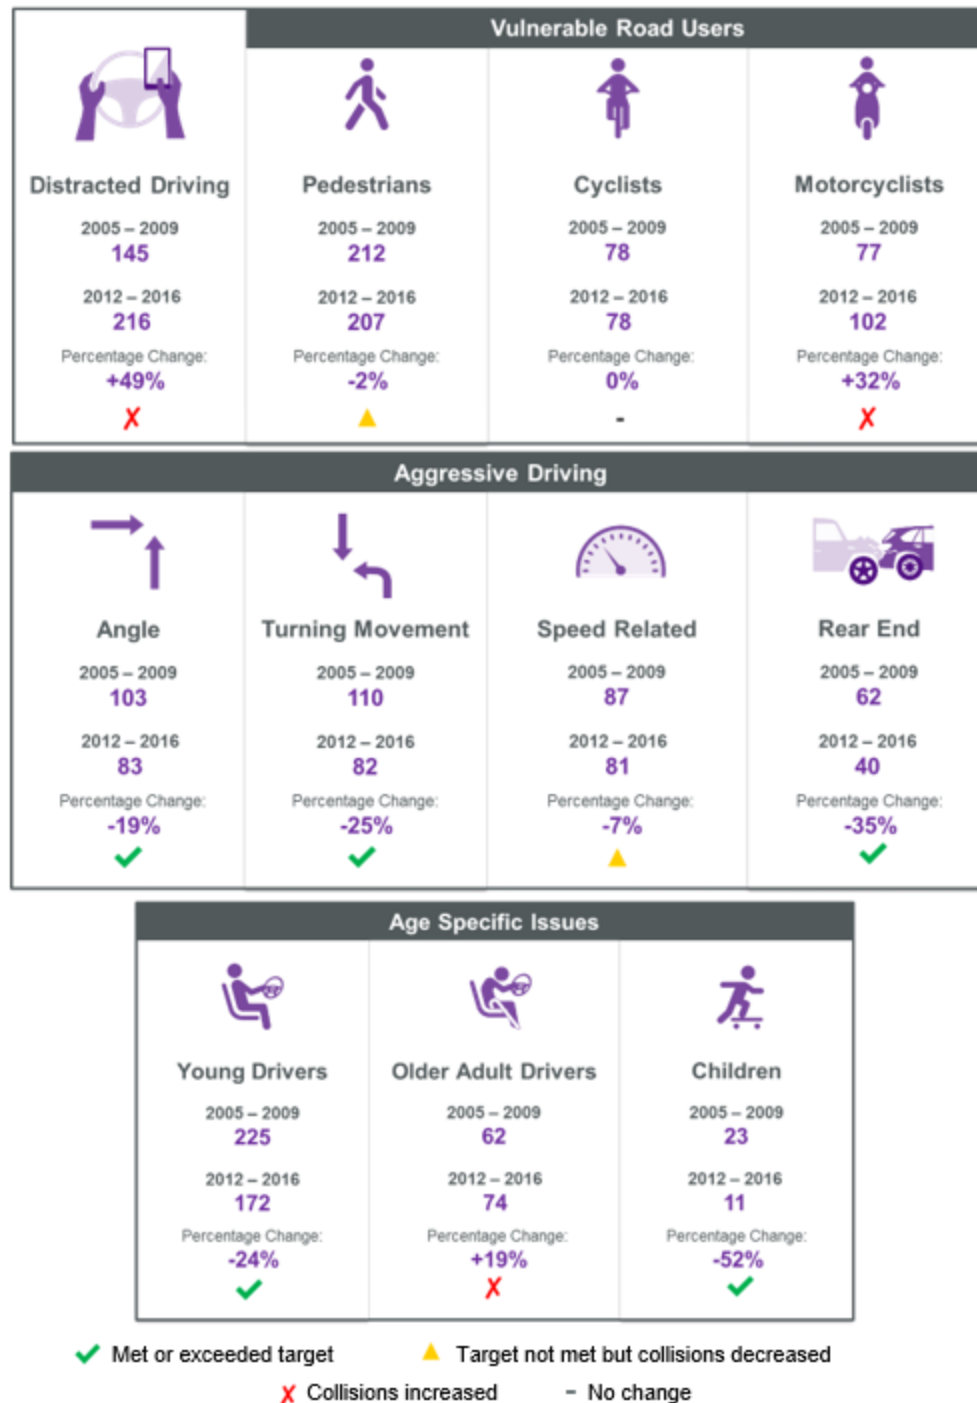 Vulnerable Road Users
Distracted Driving
2005 – 2009
145
2012 – 2016
216
Percentage Change:
+49%
✗
Pedestrians
2005 – 2009
212
2012 – 2016
207
Percentage Change:
-2%
Cyclists
2005 – 2009
78
2012 – 2016
78
Percentage Change:
0%
-
Motorcyclists
2005 – 2009
77
2012 – 2016
102
Percentage Change:
+32%
✗
Aggressive Driving
Angle
2005 – 2009
103
2012 – 2016
83
Percentage Change:
-19%
Turning Movement
2005 – 2009
110
2012 – 2016
82
Percentage Change:
-25%
Speed Related
2005 – 2009
87
2012 – 2016
81
Percentage Change:
-7%
Rear End
2005 – 2009
62
2012 – 2016
40
Percentage Change:
-35%
Age Specific Issues
Young Drivers
2005 – 2009
225
2012 – 2016
172
Percentage Change:
-24%
Older Adult Drivers
2005 – 2009
62
2012 – 2016
74
Percentage Change:
+19%
✗
Children
2005 – 2009
23
2012 – 2016
11
Percentage Change:
-52%
✓ Met or exceeded target
▲ Target not met but collisions decreased
✗ Collisions increased
- No change